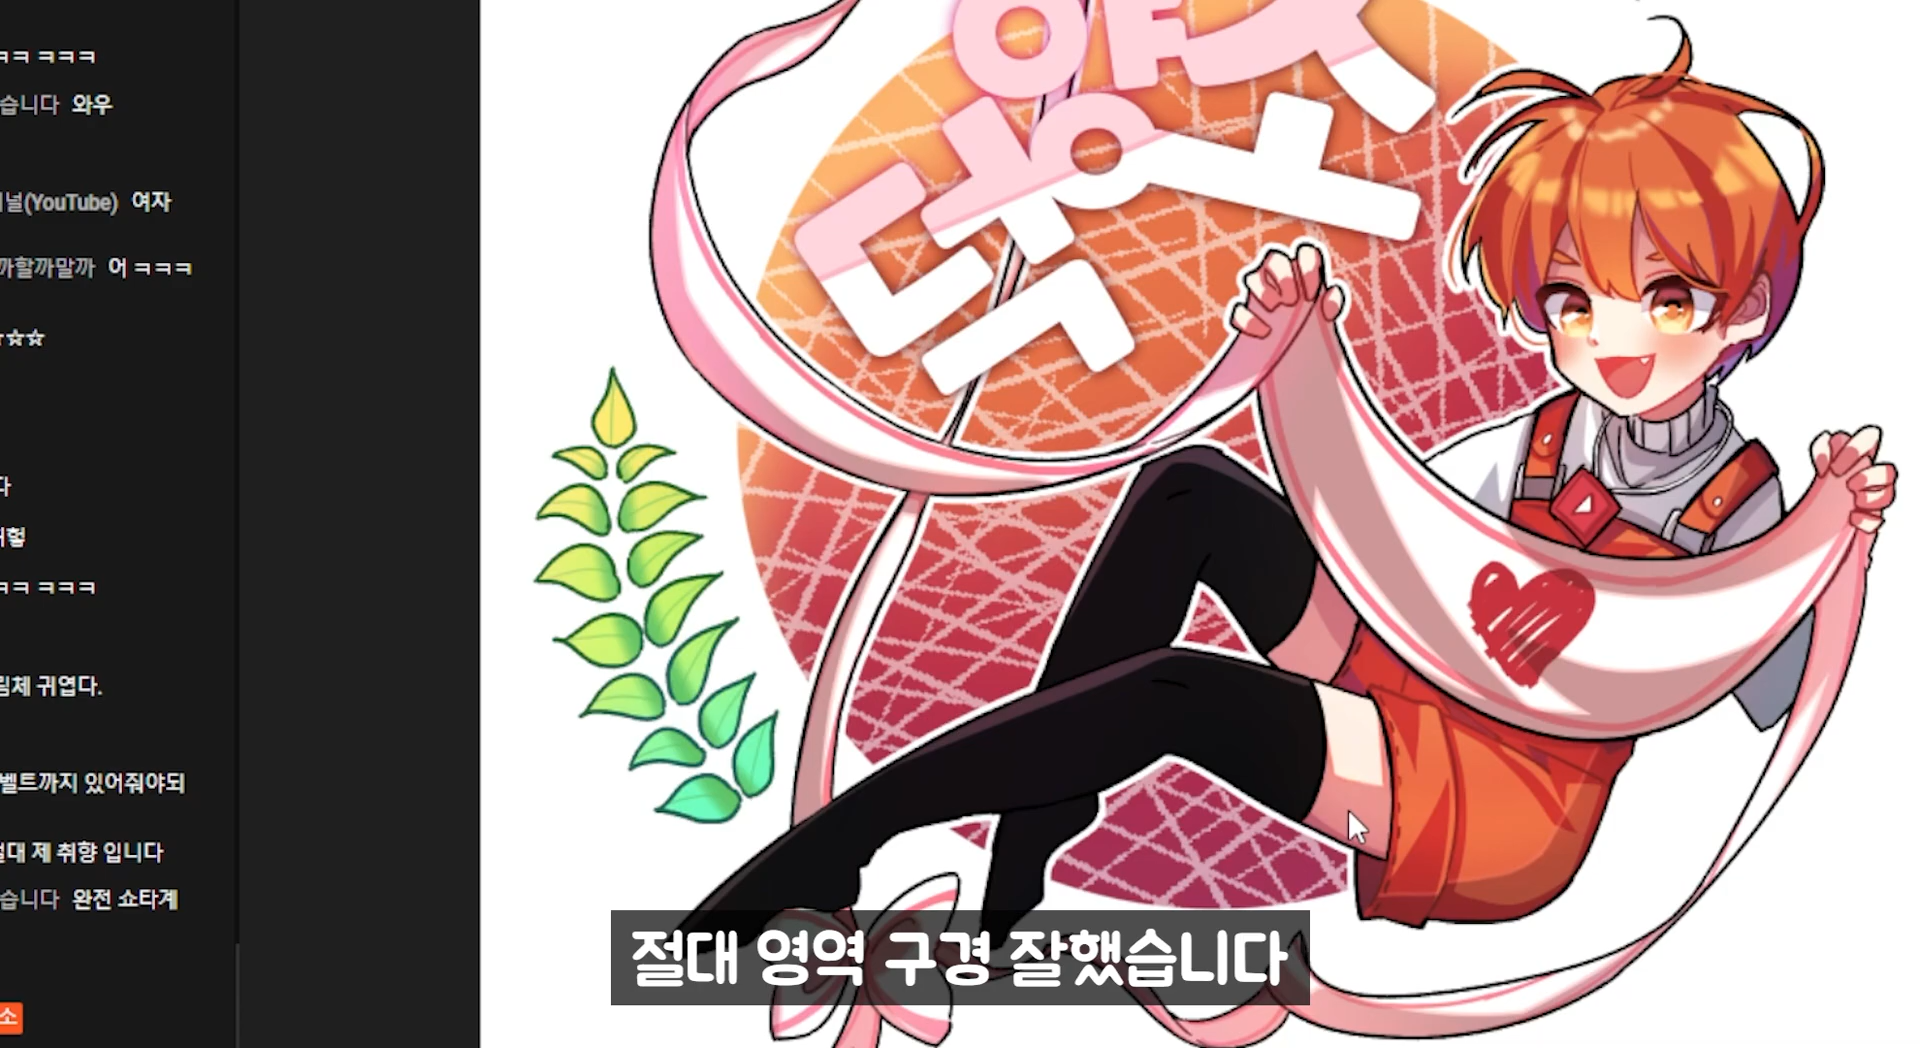 ㅋㅋ ㅋㅋㅋ
습니다 와우
널(YouTube) 여자
까할까말까 어 ㅋㅋㅋ
☆☆
다
ㅋㅋ ㅋㅋㅋ
림체 귀엽다.
벨트까지 있어줘야되
절대 제 취향 입니다
습니다 완전 쇼타계
소
절대 영역 구경 잘했습니다